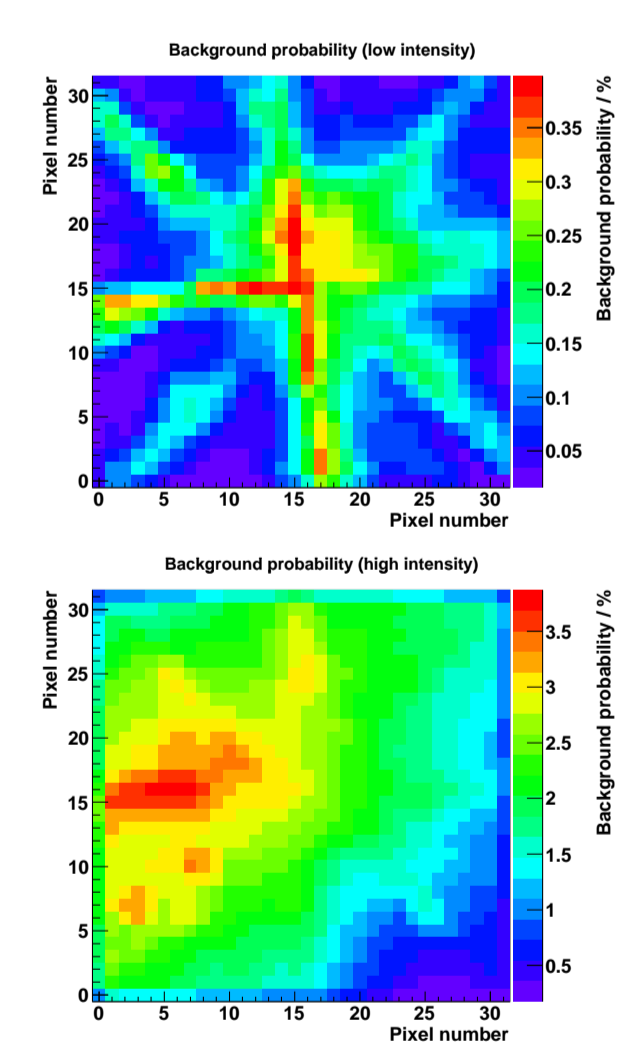 Background probability (low intensity)
Pixel number
30
25
20
15
10
5
0
0 5 10 15 20 25 30
Pixel number
0.35
0.3
0.25
0.2
0.15
0.1
0.05
Background probability / %
Background probability (high intensity)
Pixel number
30
25
20
15
10
5
0
0 5 10 15 20 25 30
Pixel number
3.5
3
2.5
2
1.5
1
0.5
Background probability / %